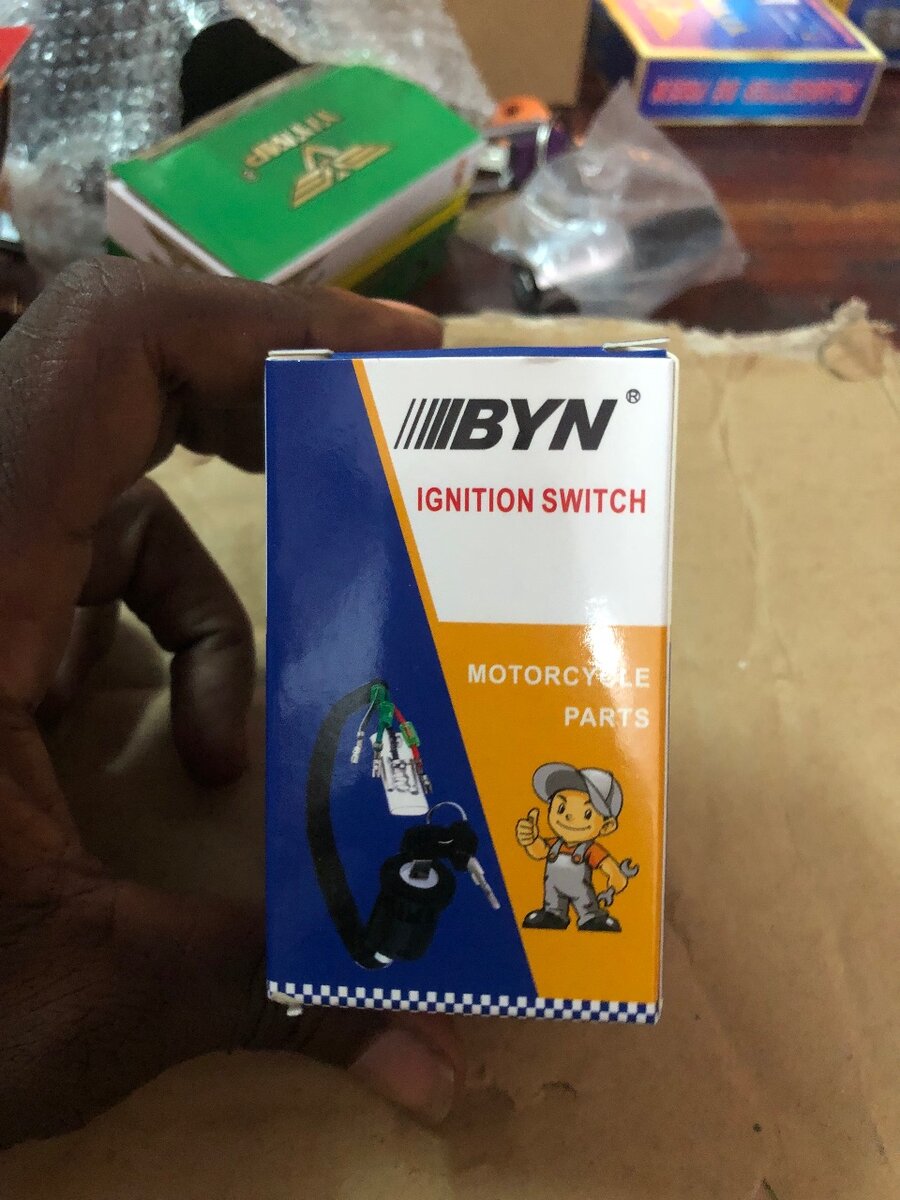 BYN®
IGNITION SWITCH
MOTORCYCLE
PARTS